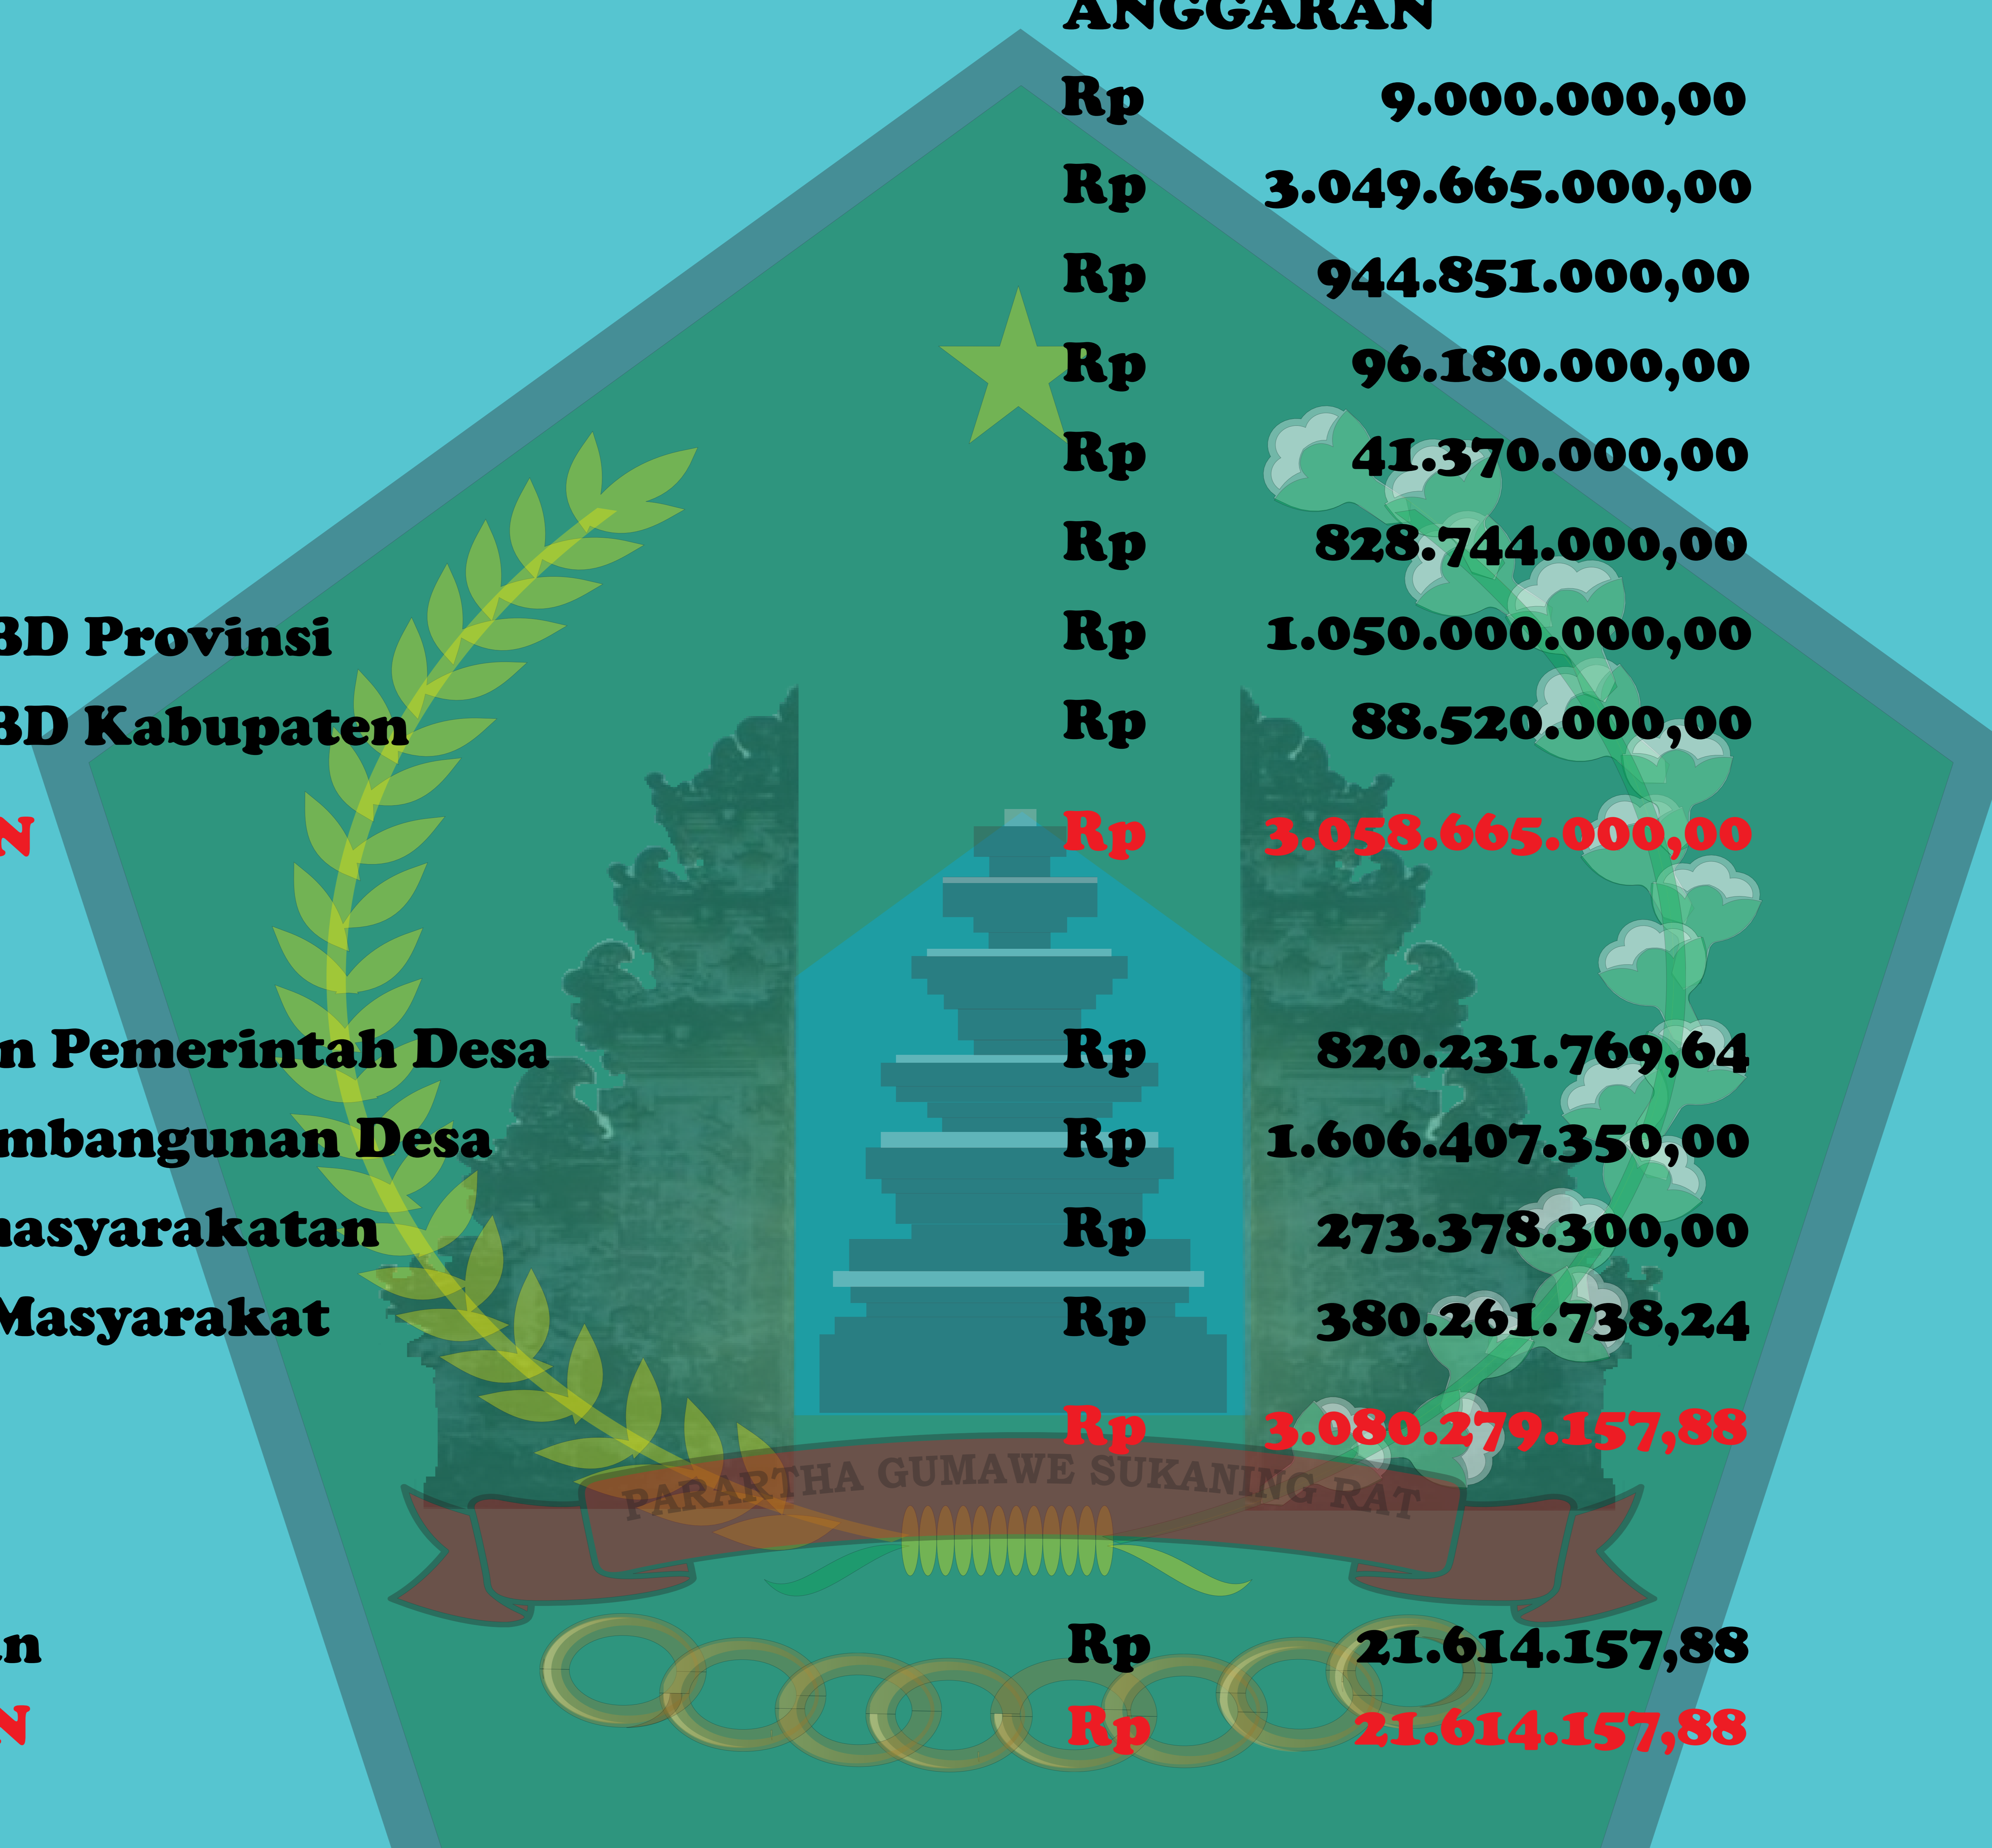 ANGGARAN
Rp 9.000.000,00
Rp 3.049.665.000,00
Rp 944.851.000,00
Rp 96.180.000,00
Rp 41.370.000,00
Rp 828.744.000,00
BD Provinsi Rp 1.050.000.000,00
BD Kabupaten Rp 88.520.000,00
N Rp 3.058.665.000,00
n Pemerintah Desa Rp 820.231.769,64
mbangunan Desa Rp 1.606.407.350,00
masyarakatan Rp 273.378.300,00
Masyarakat Rp 380.261.738,24
Rp 3.080.279.157,88
PARARTHA GUMAWE SUKANING RAT
an Rp 21.614.157,88
N Rp 21.614.157,88